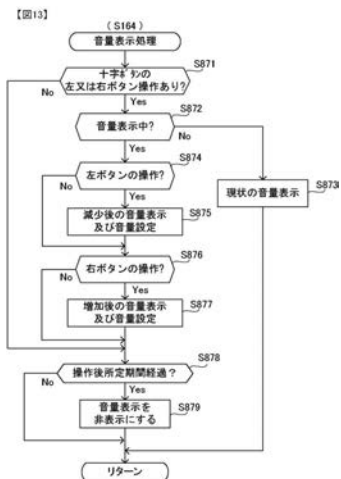 【図13】
(S164)
音量表示処理
S871
十字ボタンの
左又は右ボタン操作あり?
No
Yes
S872
音量表示中?
No
Yes
S874
左ボタンの操作?
No
Yes
S873
現状の音量表示
S875
減少後の音量表示
及び音量設定
S876
右ボタンの操作?
No
Yes
S877
増加後の音量表示
及び音量設定
S878
操作後所定期間経過?
No
Yes
S879
音量表示を
非表示にする
リターン